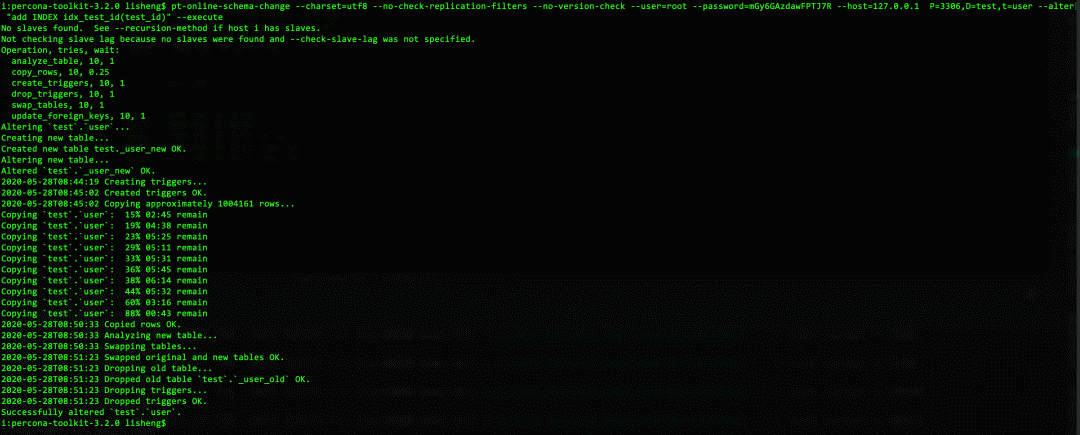 i:percona-toolkit-3.2.0 lisheng$ pt-online-schema-change --charset=utf8 --no-check-replication-filters --no-version-check --user=root --password=mGy6GAzdawFPTJ7R --host=127.0.0.1  P=3306,D=test,t=user --alter
"add INDEX idx_test_id(test_id)" --execute
No slaves found.  See --recursion-method if host i has slaves.
Not checking slave lag because no slaves were found and --check-slave-lag was not specified.
Operation, tries, wait:
  analyze_table, 10, 1
  copy_rows, 10, 0.25
  create_triggers, 10, 1
  drop_triggers, 10, 1
  swap_tables, 10, 1
  update_foreign_keys, 10, 1
Altering `test`.`user`...
Creating new table...
Created new table test._user_new OK.
Altering new table...
Altered `test`.`_user_new` OK.
2020-05-28T08:44:19 Creating triggers...
2020-05-28T08:45:02 Created triggers OK.
2020-05-28T08:45:02 Copying approximately 1004161 rows...
Copying `test`.`user`:  15% 02:45 remain
Copying `test`.`user`:  19% 04:38 remain
Copying `test`.`user`:  23% 05:25 remain
Copying `test`.`user`:  29% 05:11 remain
Copying `test`.`user`:  33% 05:31 remain
Copying `test`.`user`:  36% 05:45 remain
Copying `test`.`user`:  38% 06:14 remain
Copying `test`.`user`:  44% 05:32 remain
Copying `test`.`user`:  60% 03:16 remain
Copying `test`.`user`:  88% 00:43 remain
2020-05-28T08:50:33 Copied rows OK.
2020-05-28T08:50:33 Analyzing new table...
2020-05-28T08:50:33 Swapping tables...
2020-05-28T08:51:23 Swapped original and new tables OK.
2020-05-28T08:51:23 Dropping old table...
2020-05-28T08:51:23 Dropped old table `test`.`_user_old` OK.
2020-05-28T08:51:23 Dropping triggers...
2020-05-28T08:51:23 Dropped triggers OK.
Successfully altered `test`.`user`.
i:percona-toolkit-3.2.0 lisheng$